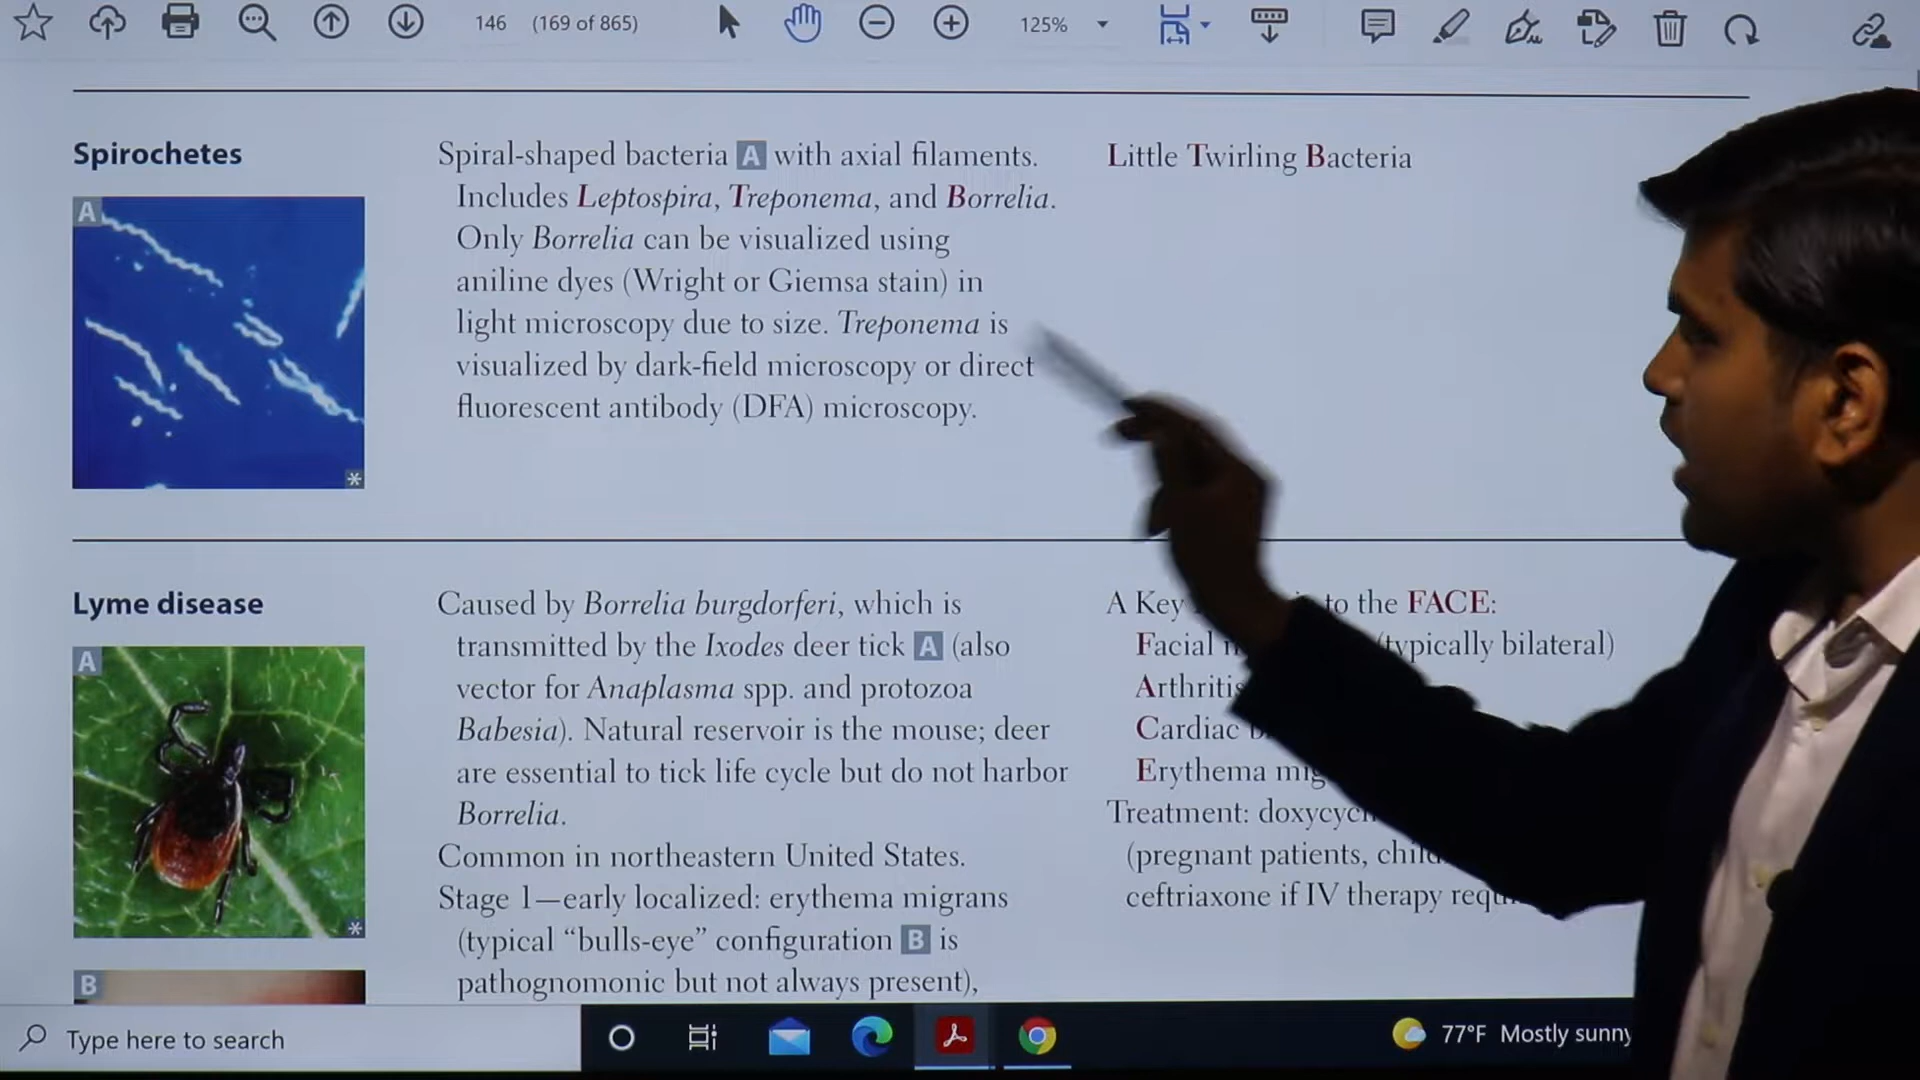 146 (169 of 865) 125%
Spirochetes
A
Spiral-shaped bacteria A with axial filaments.
Includes Leptospira, Treponema, and Borrelia.
Only Borrelia can be visualized using
aniline dyes (Wright or Giemsa stain) in
light microscopy due to size. Treponema is
visualized by dark-field microscopy or direct
fluorescent antibody (DFA) microscopy.
Little Twirling Bacteria
Lyme disease
A
B
Caused by Borrelia burgdorferi, which is
transmitted by the Ixodes deer tick A (also
vector for Anaplasma spp. and protozoa
Babesia). Natural reservoir is the mouse; deer
are essential to tick life cycle but do not harbor
Borrelia.
Common in northeastern United States.
Stage 1—early localized: erythema migrans
(typical “bulls-eye” configuration B is
pathognomonic but not always present),
A Key to the FACE:
Facial (typically bilateral)
Arthritis
Cardiac
Erythema
Treatment:
(pregnant patients,
ceftriaxone if IV therapy
Type here to search
77°F Mostly sunny